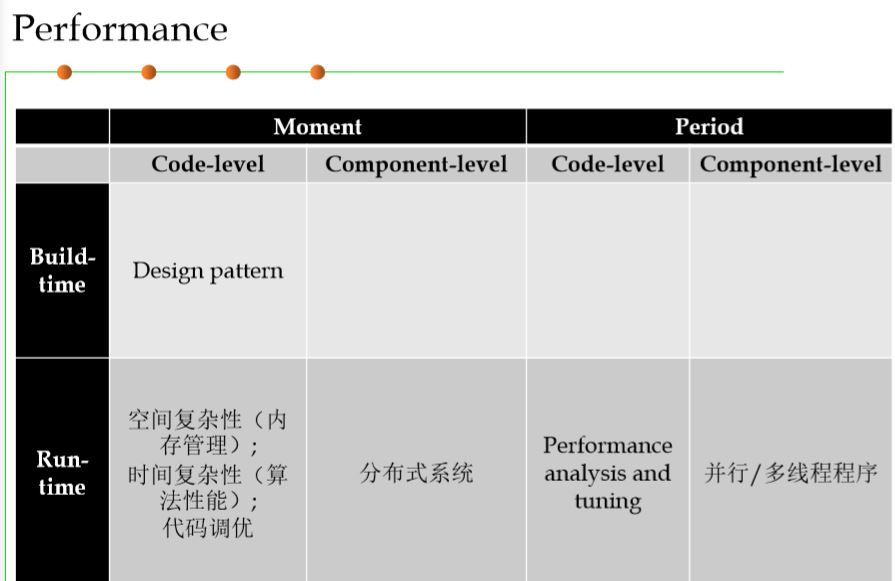 Performance
Moment
Period
Code-level
Component-level
Code-level
Component-level
Build-
time
Design pattern
Run-
time
空间复杂性（内
存管理）;
时间复杂性（算
法性能）;
代码调优
分布式系统
Performance
analysis and
tuning
并行/多线程程序